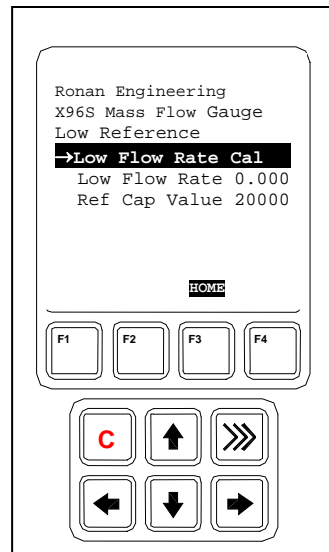 Ronan Engineering
X96S Mass Flow Gauge
Low Reference
→Low Flow Rate Cal
Low Flow Rate 0.000
Ref Cap Value 20000
HOME
F1 F2 F3 F4
C